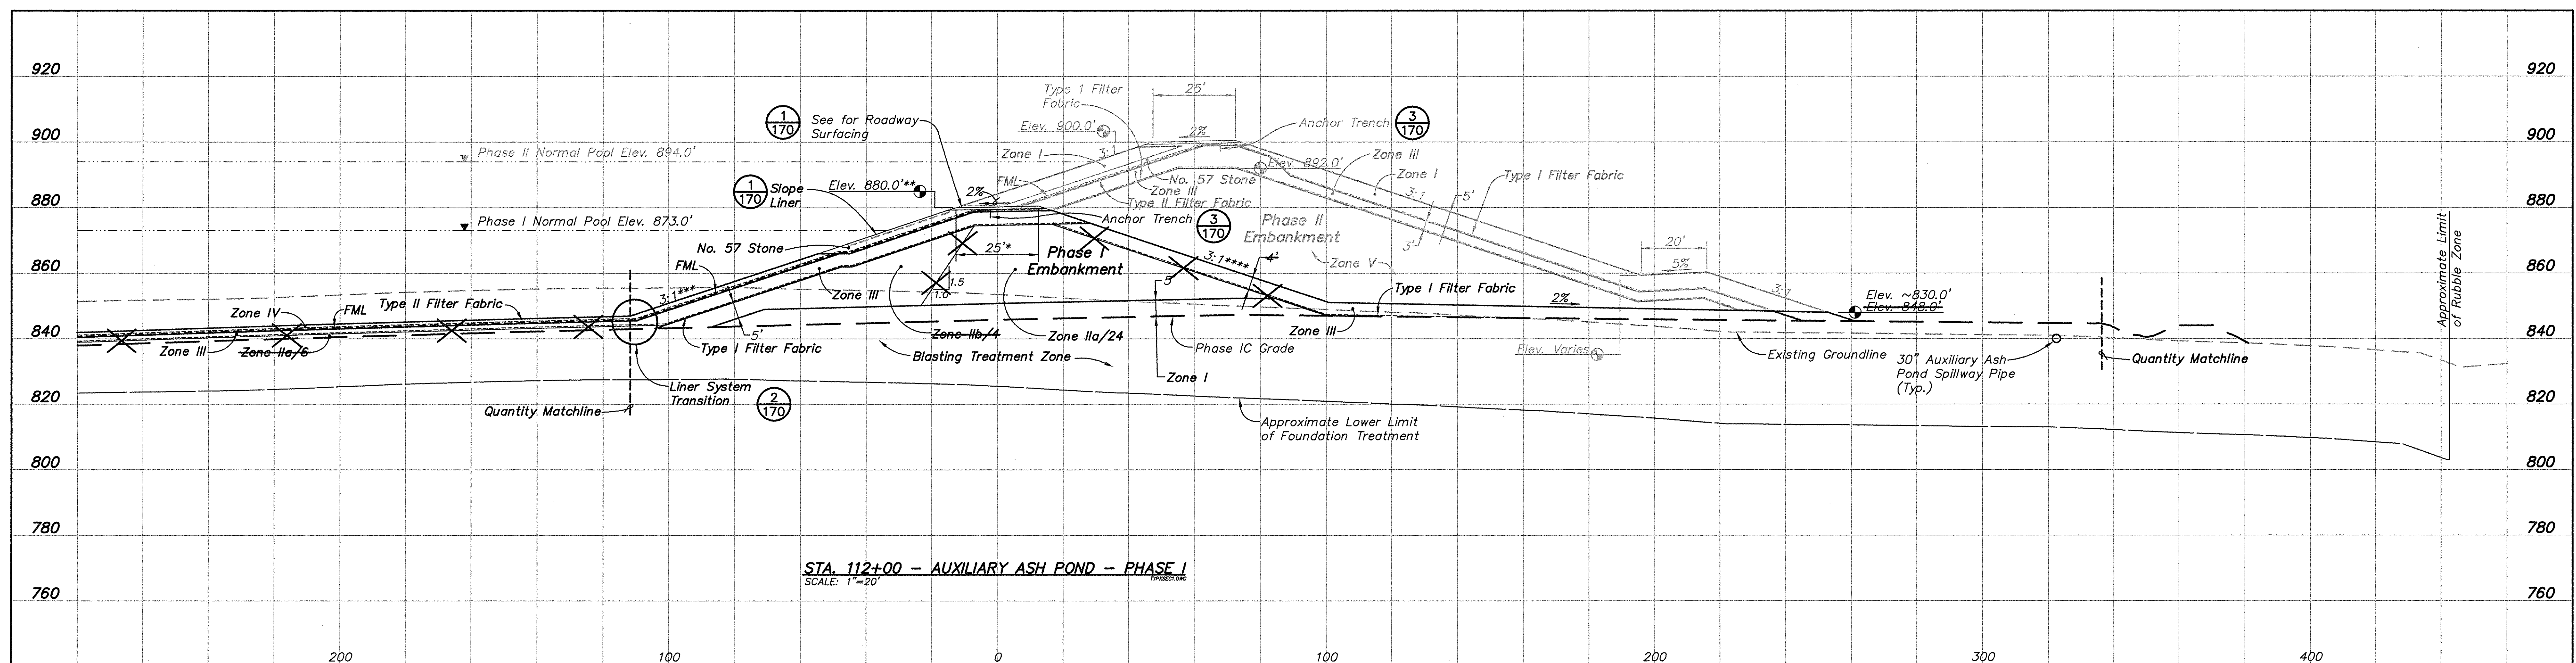 920
920
900
900
880
880
860
860
840
840
820
820
800
800
780
780
760
760
Type 1 Filter
Fabric
25'
1
170
See for Roadway
Surfacing
Elev. 900.0'
2%
Anchor Trench
3
170
Phase II Normal Pool Elev. 894.0'
Zone I
3:1
Elev. 892.0'
Zone III
Zone I
No. 57 Stone
Type I Filter Fabric
1
170
Slope
Liner
Elev. 880.0'**
2%
FML
Zone III
Type II Filter Fabric
3:1
5'
Phase I Normal Pool Elev. 873.0'
Anchor Trench
3
170
Phase II
Embankment
3'
20'
5%
No. 57 Stone
25'*
Phase I
Embankment
Zone V
3:1****
4'
FML
3:1***
Zone III
1.5
1.0
5'
Type I Filter Fabric
2%
3:1
Elev. ~830.0'
Elev. 848.0'
Approximate Limit
of Rubble Zone
Zone IV
FML
Type II Filter Fabric
Zone III
Zone IIa/6
Type I Filter Fabric
5'
Zone IIb/4
Zone IIa/24
Blasting Treatment Zone
Phase IC Grade
Zone III
Zone I
Elev. Varies
Existing Groundline
30" Auxiliary Ash
Pond Spillway Pipe
(Typ.)
Quantity Matchline
Liner System
Transition
2
170
Quantity Matchline
Approximate Lower Limit
of Foundation Treatment
STA. 112+00 - AUXILIARY ASH POND - PHASE I
SCALE: 1"=20'
TYPXSEC1.DWG
200
100
0
100
200
300
400